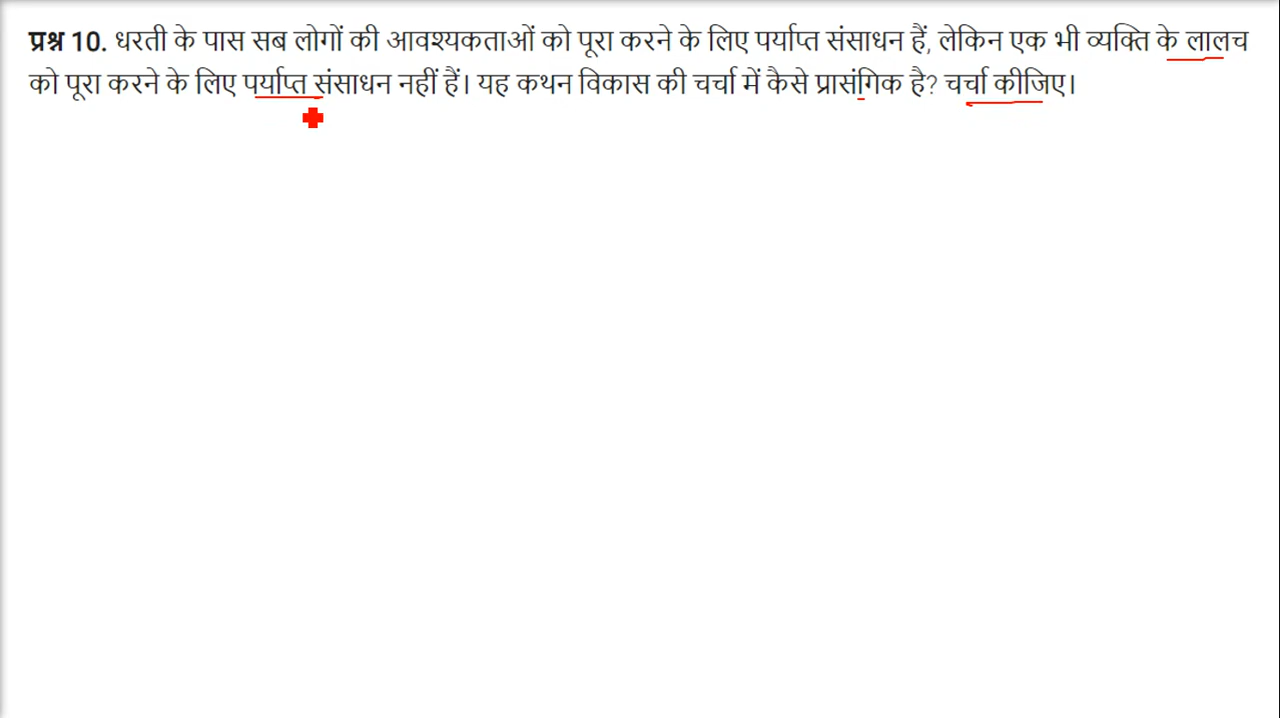 प्रश्न 10. धरती के पास सब लोगों की आवश्यकताओं को पूरा करने के लिए पर्याप्त संसाधन हैं, लेकिन एक भी व्यक्ति के लालच
को पूरा करने के लिए पर्याप्त संसाधन नहीं हैं। यह कथन विकास की चर्चा में कैसे प्रासंगिक है? चर्चा कीजिए।